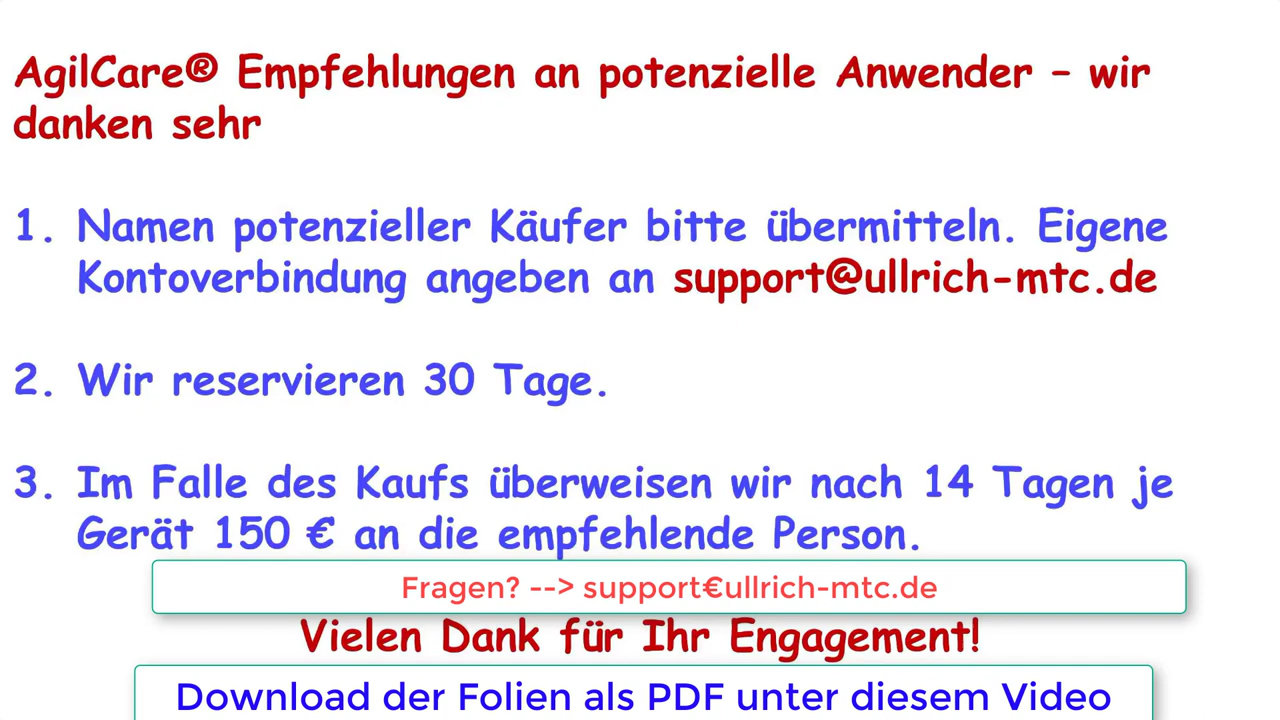 AgilCare® Empfehlungen an potenzielle Anwender – wir
danken sehr
1. Namen potenzieller Käufer bitte übermitteln. Eigene
Kontoverbindung angeben an support@ullrich-mtc.de
2. Wir reservieren 30 Tage.
3. Im Falle des Kaufs überweisen wir nach 14 Tagen je
Gerät 150 € an die empfehlende Person.
Fragen? --> support€ullrich-mtc.de
Vielen Dank für Ihr Engagement!
Download der Folien als PDF unter diesem Video